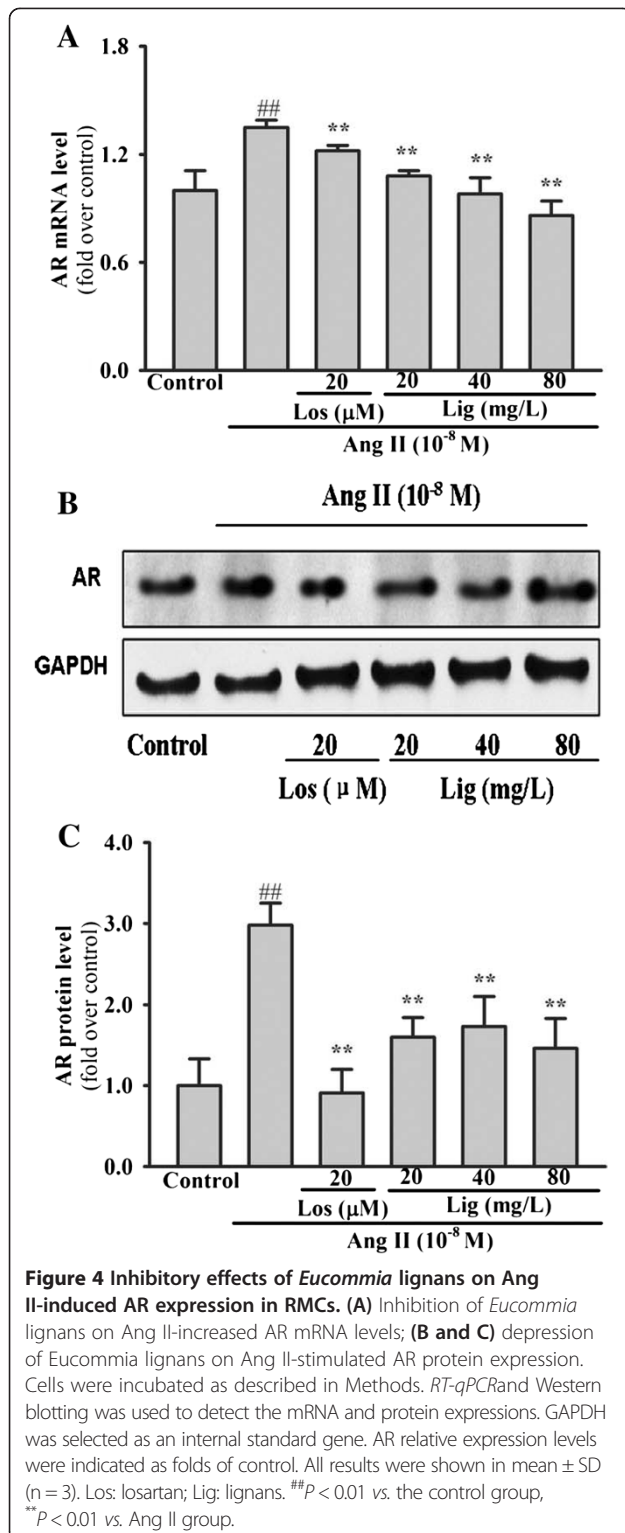 A
1.8
1.2
0.6
0.0
AR mRNA level
(fold over control)
##
**
**
**
**
Control
20 20 40 80
Los (μM) Lig (mg/L)
Ang II (10⁻⁸ M)
B
Ang II (10⁻⁸ M)
AR
GAPDH
Control 20 20 40 80
Los ( μ M) Lig (mg/L)
C
4.0
3.0
2.0
1.0
0.0
AR protein level
(fold over control)
##
**
**
**
**
Control
20 20 40 80
Los (μM) Lig (mg/L)
Ang II (10⁻⁸ M)
Figure 4 Inhibitory effects of Eucommia lignans on Ang
II-induced AR expression in RMCs. (A) Inhibition of Eucommia
lignans on Ang II-increased AR mRNA levels; (B and C) depression
of Eucommia lignans on Ang II-stimulated AR protein expression.
Cells were incubated as described in Methods. RT-qPCRand Western
blotting was used to detect the mRNA and protein expressions. GAPDH
was selected as an internal standard gene. AR relative expression levels
were indicated as folds of control. All results were shown in mean ± SD
(n = 3). Los: losartan; Lig: lignans. ##P < 0.01 vs. the control group,
**P < 0.01 vs. Ang II group.